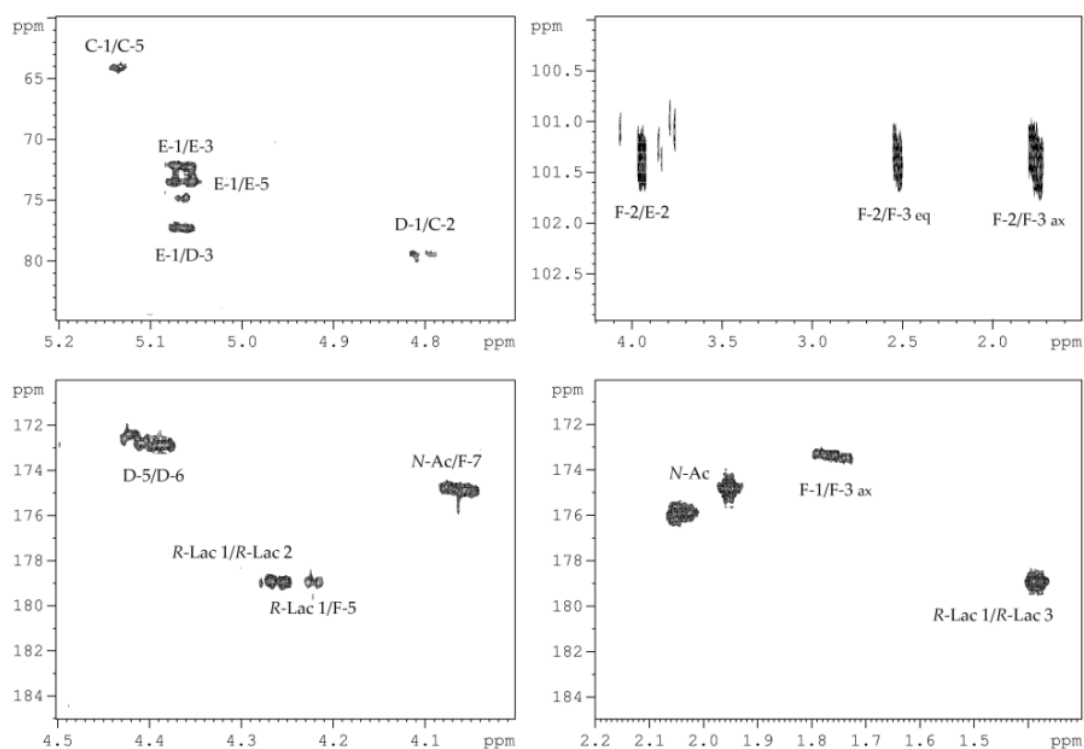 ppm
C-1/C-5
65
70
E-1/E-3
E-1/E-5
75
D-1/C-2
E-1/D-3
80
5.2 5.1 5.0 4.9 4.8 ppm
ppm
100.5
101.0
101.5
F-2/E-2 F-2/F-3 eq F-2/F-3 ax
102.0
102.5
4.0 3.5 3.0 2.5 2.0 ppm
ppm
172
D-5/D-6
N-Ac/F-7
174
176
R-Lac 1/R-Lac 2
178
R-Lac 1/F-5
180
182
184
4.5 4.4 4.3 4.2 4.1 ppm
ppm
172
N-Ac
174
F-1/F-3 ax
176
178
R-Lac 1/R-Lac 3
180
182
184
2.2 2.1 2.0 1.9 1.8 1.7 1.6 1.5 ppm